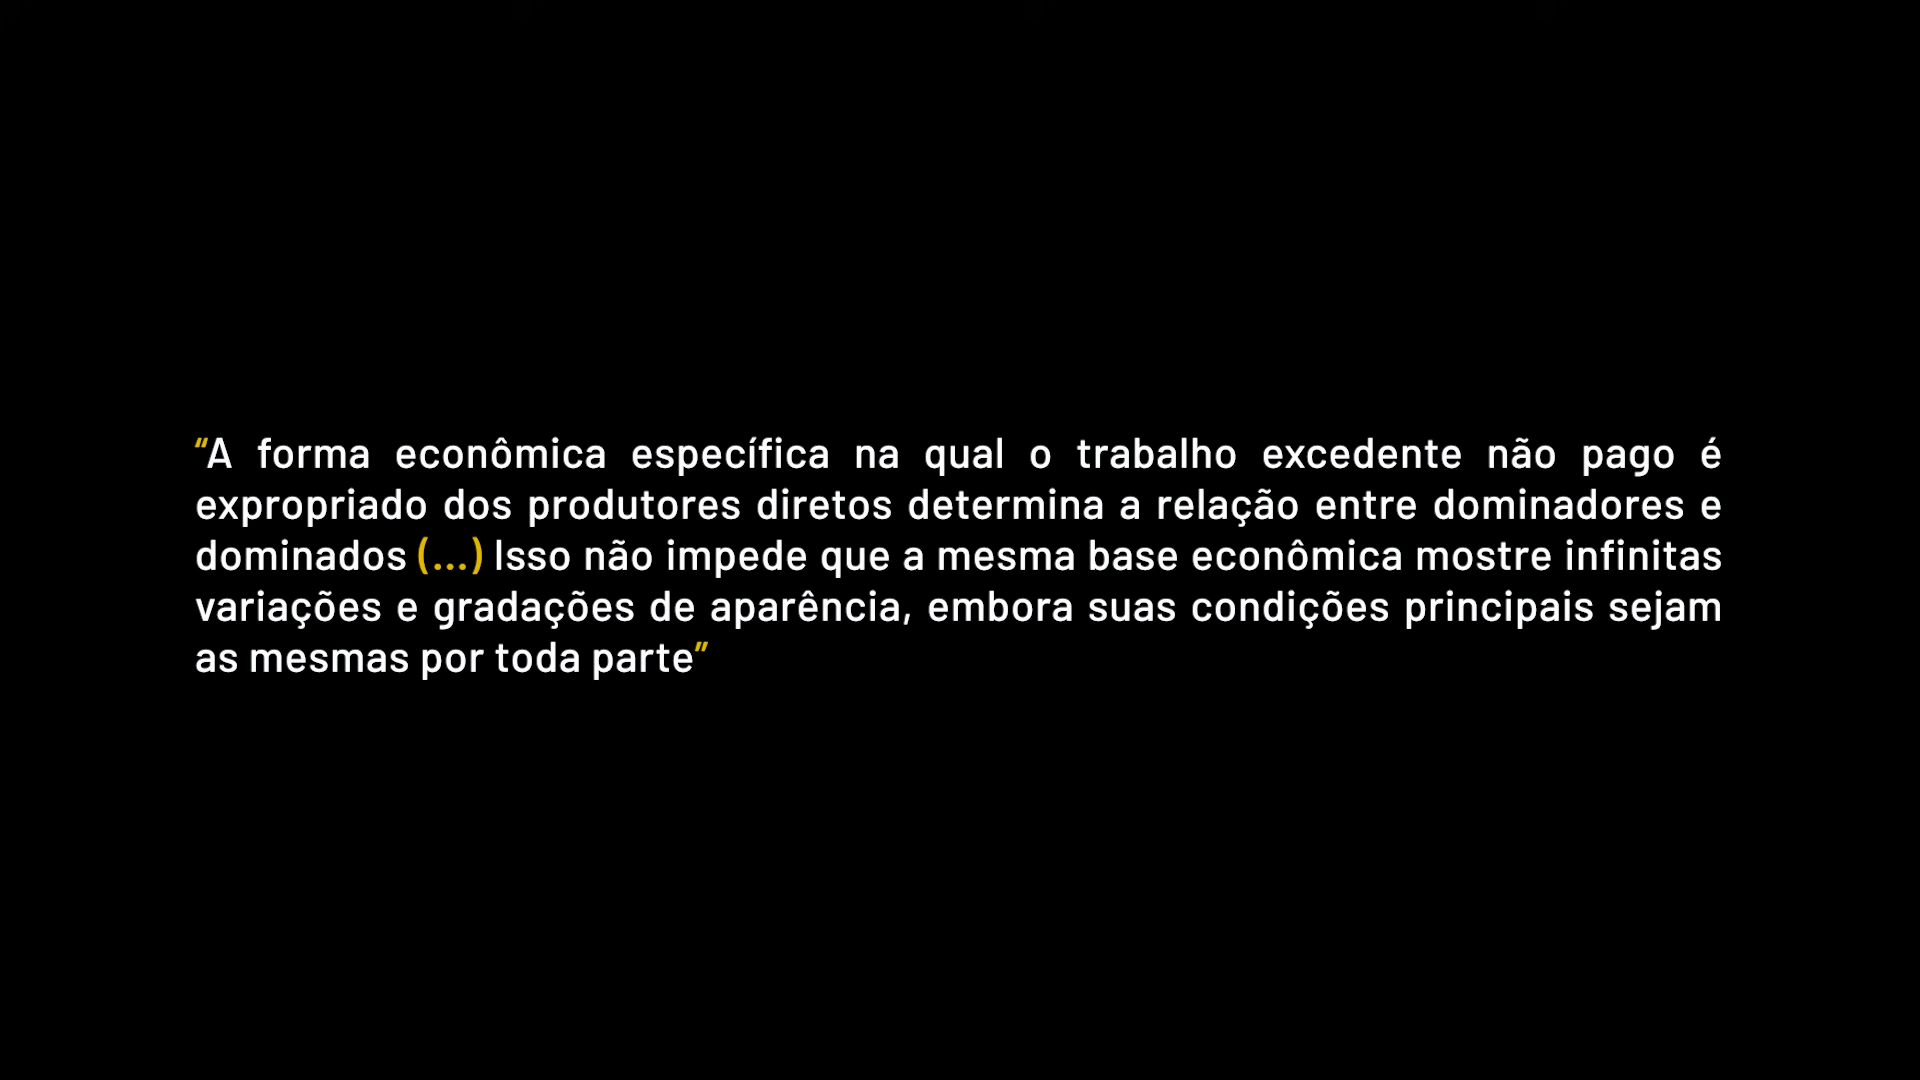 “A forma econômica específica na qual o trabalho excedente não pago é
expropriado dos produtores diretos determina a relação entre dominadores e
dominados (...) Isso não impede que a mesma base econômica mostre infinitas
variações e gradações de aparência, embora suas condições principais sejam
as mesmas por toda parte”